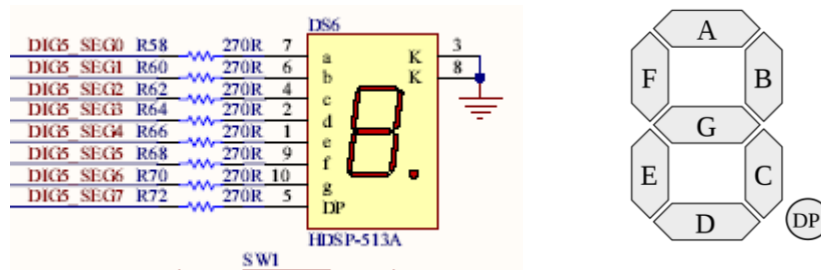 DS6
DIG5_SEG0 R58 270R 7 a K 3
DIG5_SEG1 R60 270R 6 b K 8
DIG5_SEG2 R62 270R 4 c
DIG5_SEG3 R64 270R 2 d
DIG5_SEG4 R66 270R 1 e
DIG5_SEG5 R68 270R 9 f
DIG5_SEG6 R70 270R 10 g
DIG5_SEG7 R72 270R 5 DP
HDSP-513A
SW1
A
F B
G
E C
D
DP